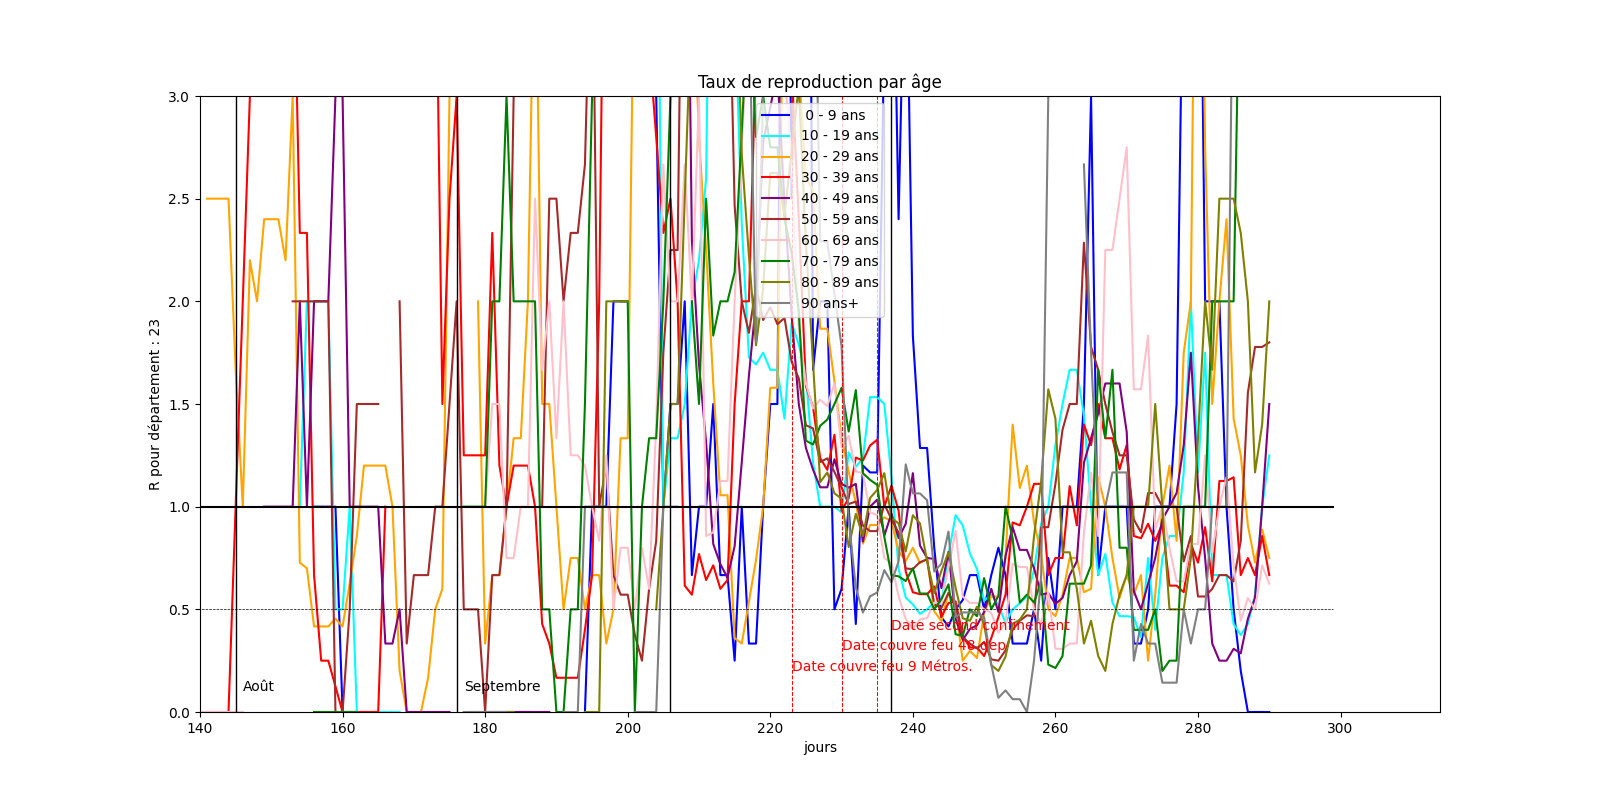 Taux de reproduction par âge
3.0
2.5
2.0
1.5
1.0
0.5
0.0
R pour département : 23
0 - 9 ans
10 - 19 ans
20 - 29 ans
30 - 39 ans
40 - 49 ans
50 - 59 ans
60 - 69 ans
70 - 79 ans
80 - 89 ans
90 ans+
Date second confinement
Date couvre feu 48 dep
Date couvre feu 9 Métros.
Août
Septembre
140
160
180
200
220
240
260
280
300
jours